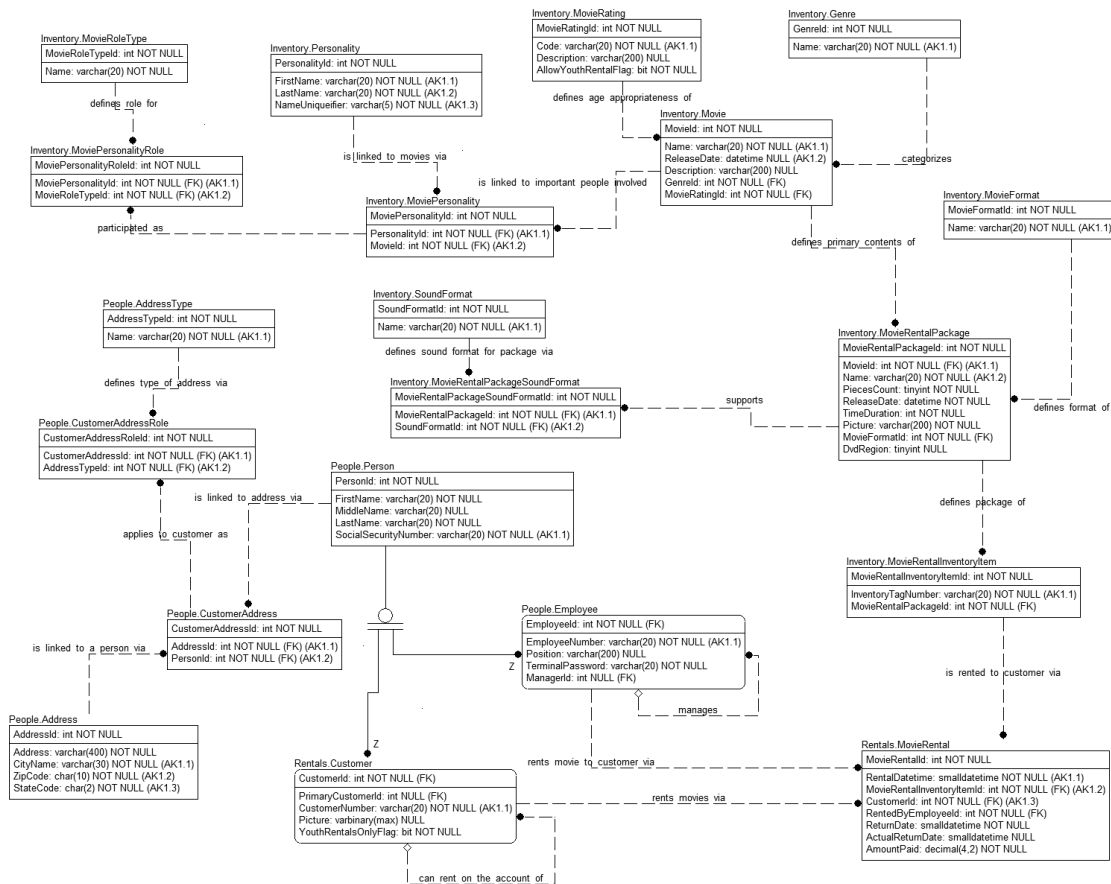 Inventory.MovieRoleType
MovieRoleTypeId: int NOT NULL
Name: varchar(20) NOT NULL
defines role for
Inventory.MoviePersonalityRole
MoviePersonalityRoleId: int NOT NULL
MoviePersonalityId: int NOT NULL (FK) (AK1.1)
MovieRoleTypeId: int NOT NULL (FK) (AK1.2)
participated as
Inventory.Personality
PersonalityId: int NOT NULL
FirstName: varchar(20) NOT NULL (AK1.1)
LastName: varchar(20) NOT NULL (AK1.2)
NameUniqueifier: varchar(5) NOT NULL (AK1.3)
is linked to movies via
Inventory.MoviePersonality
MoviePersonalityId: int NOT NULL
PersonalityId: int NOT NULL (FK) (AK1.1)
MovieId: int NOT NULL (FK) (AK1.2)
is linked to important people involved
Inventory.MovieRating
MovieRatingId: int NOT NULL
Code: varchar(20) NOT NULL (AK1.1)
Description: varchar(200) NULL
AllowYouthRentalFlag: bit NOT NULL
defines age appropriateness of
Inventory.Movie
MovieId: int NOT NULL
Name: varchar(20) NOT NULL (AK1.1)
ReleaseDate: datetime NULL (AK1.2)
Description: varchar(200) NULL
GenreId: int NOT NULL (FK)
MovieRatingId: int NOT NULL (FK)
Inventory.Genre
GenreId: int NOT NULL
Name: varchar(20) NOT NULL (AK1.1)
categorizes
Inventory.MovieFormat
MovieFormatId: int NOT NULL
Name: varchar(20) NOT NULL (AK1.1)
defines primary contents of
defines format of
Inventory.MovieRentalPackage
MovieRentalPackageId: int NOT NULL
MovieId: int NOT NULL (FK) (AK1.1)
Name: varchar(20) NOT NULL (AK1.2)
PiecesCount: tinyint NOT NULL
ReleaseDate: datetime NOT NULL
TimeDuration: int NOT NULL
Picture: varchar(200) NOT NULL
MovieFormatId: int NOT NULL (FK)
DvdRegion: tinyint NULL
supports
Inventory.SoundFormat
SoundFormatId: int NOT NULL
Name: varchar(20) NOT NULL (AK1.1)
defines sound format for package via
Inventory.MovieRentalPackageSoundFormat
MovieRentalPackageSoundFormatId: int NOT NULL
MovieRentalPackageId: int NOT NULL (FK) (AK1.1)
SoundFormatId: int NOT NULL (FK) (AK1.2)
People.AddressType
AddressTypeId: int NOT NULL
Name: varchar(20) NOT NULL (AK1.1)
defines type of address via
People.CustomerAddressRole
CustomerAddressRoleId: int NOT NULL
CustomerAddressId: int NOT NULL (FK) (AK1.1)
AddressTypeId: int NOT NULL (FK) (AK1.2)
applies to customer as
is linked to address via
People.Person
PersonId: int NOT NULL
FirstName: varchar(20) NOT NULL
MiddleName: varchar(20) NULL
LastName: varchar(20) NOT NULL
SocialSecurityNumber: varchar(20) NOT NULL (AK1.1)
People.CustomerAddress
CustomerAddressId: int NOT NULL
AddressId: int NOT NULL (FK) (AK1.1)
PersonId: int NOT NULL (FK) (AK1.2)
is linked to a person via
People.Address
AddressId: int NOT NULL
Address: varchar(400) NOT NULL
CityName: varchar(30) NOT NULL (AK1.1)
ZipCode: char(10) NOT NULL (AK1.2)
StateCode: char(2) NOT NULL (AK1.3)
People.Employee
EmployeeId: int NOT NULL (FK)
EmployeeNumber: varchar(20) NOT NULL (AK1.1)
Position: varchar(200) NULL
TerminalPassword: varchar(20) NOT NULL
ManagerId: int NULL (FK)
Z
manages
Z
Rentals.Customer
CustomerId: int NOT NULL (FK)
PrimaryCustomerId: int NULL (FK)
CustomerNumber: varchar(20) NOT NULL (AK1.1)
Picture: varbinary(max) NULL
YouthRentalsOnlyFlag: bit NOT NULL
can rent on the account of
rents movie to customer via
rents movies via
defines package of
Inventory.MovieRentalInventoryItem
MovieRentalInventoryItemId: int NOT NULL
InventoryTagNumber: varchar(20) NOT NULL (AK1.1)
MovieRentalPackageId: int NOT NULL (FK)
is rented to customer via
Rentals.MovieRental
MovieRentalId: int NOT NULL
RentalDatetime: smalldatetime NOT NULL (AK1.1)
MovieRentalInventoryItemId: int NOT NULL (FK) (AK1.2)
CustomerId: int NOT NULL (FK) (AK1.3)
RentedByEmployeeId: int NOT NULL (FK)
ReturnDate: smalldatetime NOT NULL
ActualReturnDate: smalldatetime NULL
AmountPaid: decimal(4,2) NOT NULL